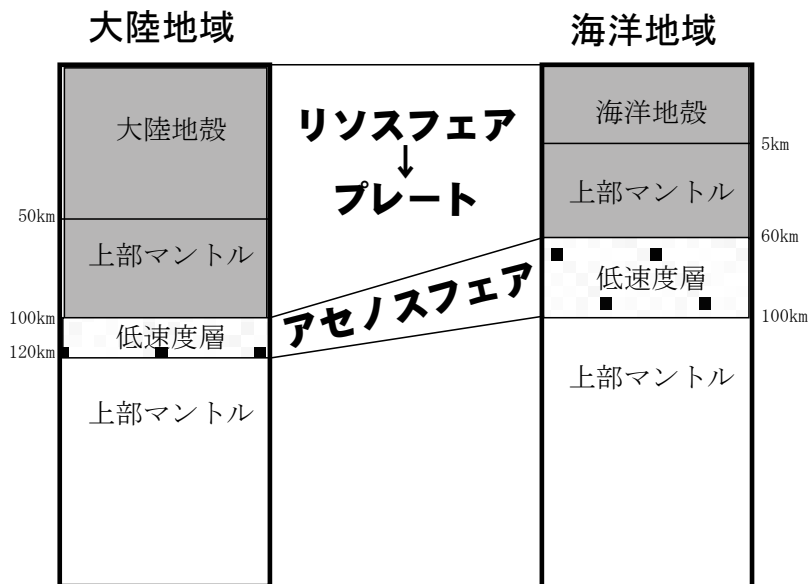 大陸地域
海洋地域
大陸地殻
リソスフェア
↓
プレート
海洋地殻
5km
上部マントル
50km
上部マントル
60km
低速度層
アセノスフェア
100km
低速度層
100km
120km
上部マントル
上部マントル